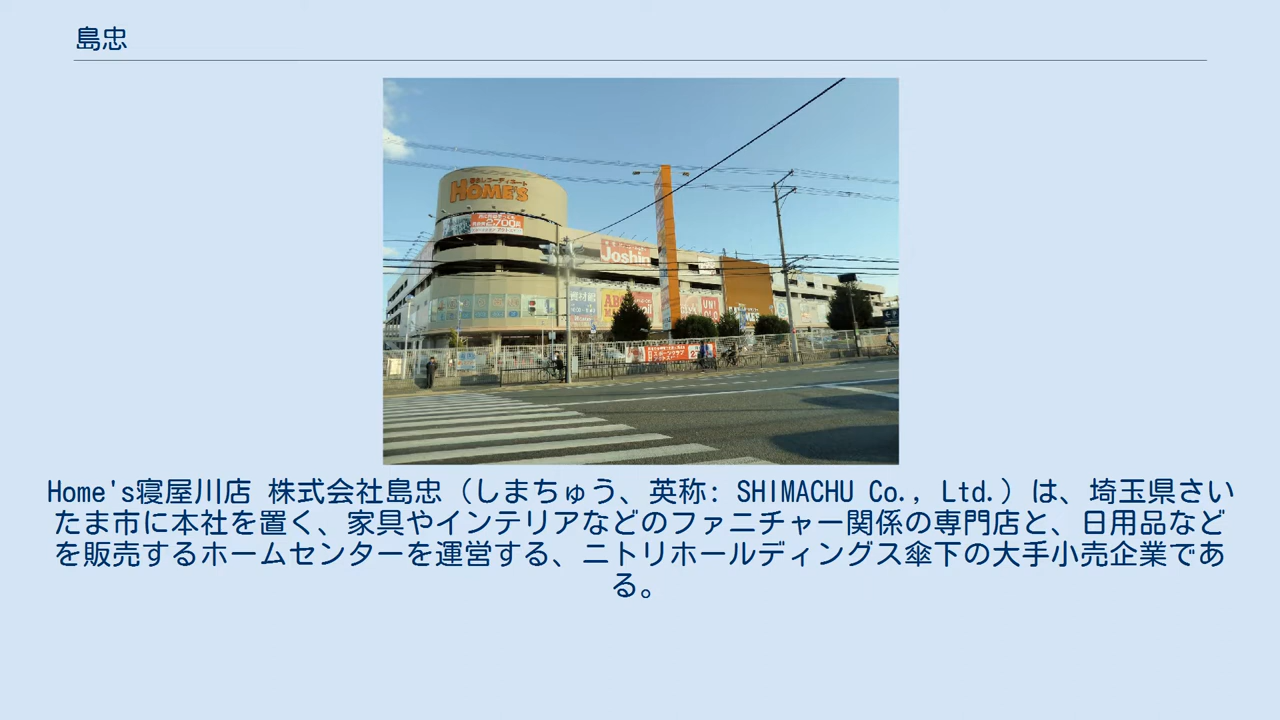 島忠
HOME'S
2,700
Joshin
UNI
QLO
Home's寝屋川店 株式会社島忠（しまちゅう、英称: SHIMACHU Co., Ltd.）は、埼玉県さい
たま市に本社を置く、家具やインテリアなどのファニチャー関係の専門店と、日用品など
を販売するホームセンターを運営する、ニトリホールディングス傘下の大手小売企業であ
る。